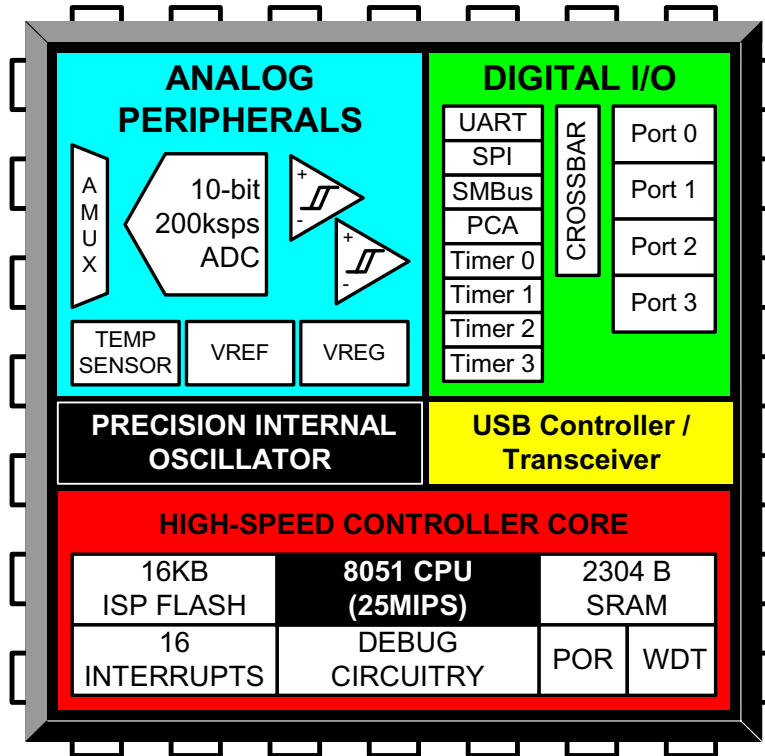 ANALOG
PERIPHERALS
A
M
U
X
10-bit
200ksps
ADC
+
-
+
-
TEMP
SENSOR
VREF
VREG
DIGITAL I/O
UART
SPI
SMBus
PCA
Timer 0
Timer 1
Timer 2
Timer 3
CROSSBAR
Port 0
Port 1
Port 2
Port 3
PRECISION INTERNAL
OSCILLATOR
USB Controller /
Transceiver
HIGH-SPEED CONTROLLER CORE
16KB
ISP FLASH
8051 CPU
(25MIPS)
2304 B
SRAM
16
INTERRUPTS
DEBUG
CIRCUITRY
POR
WDT